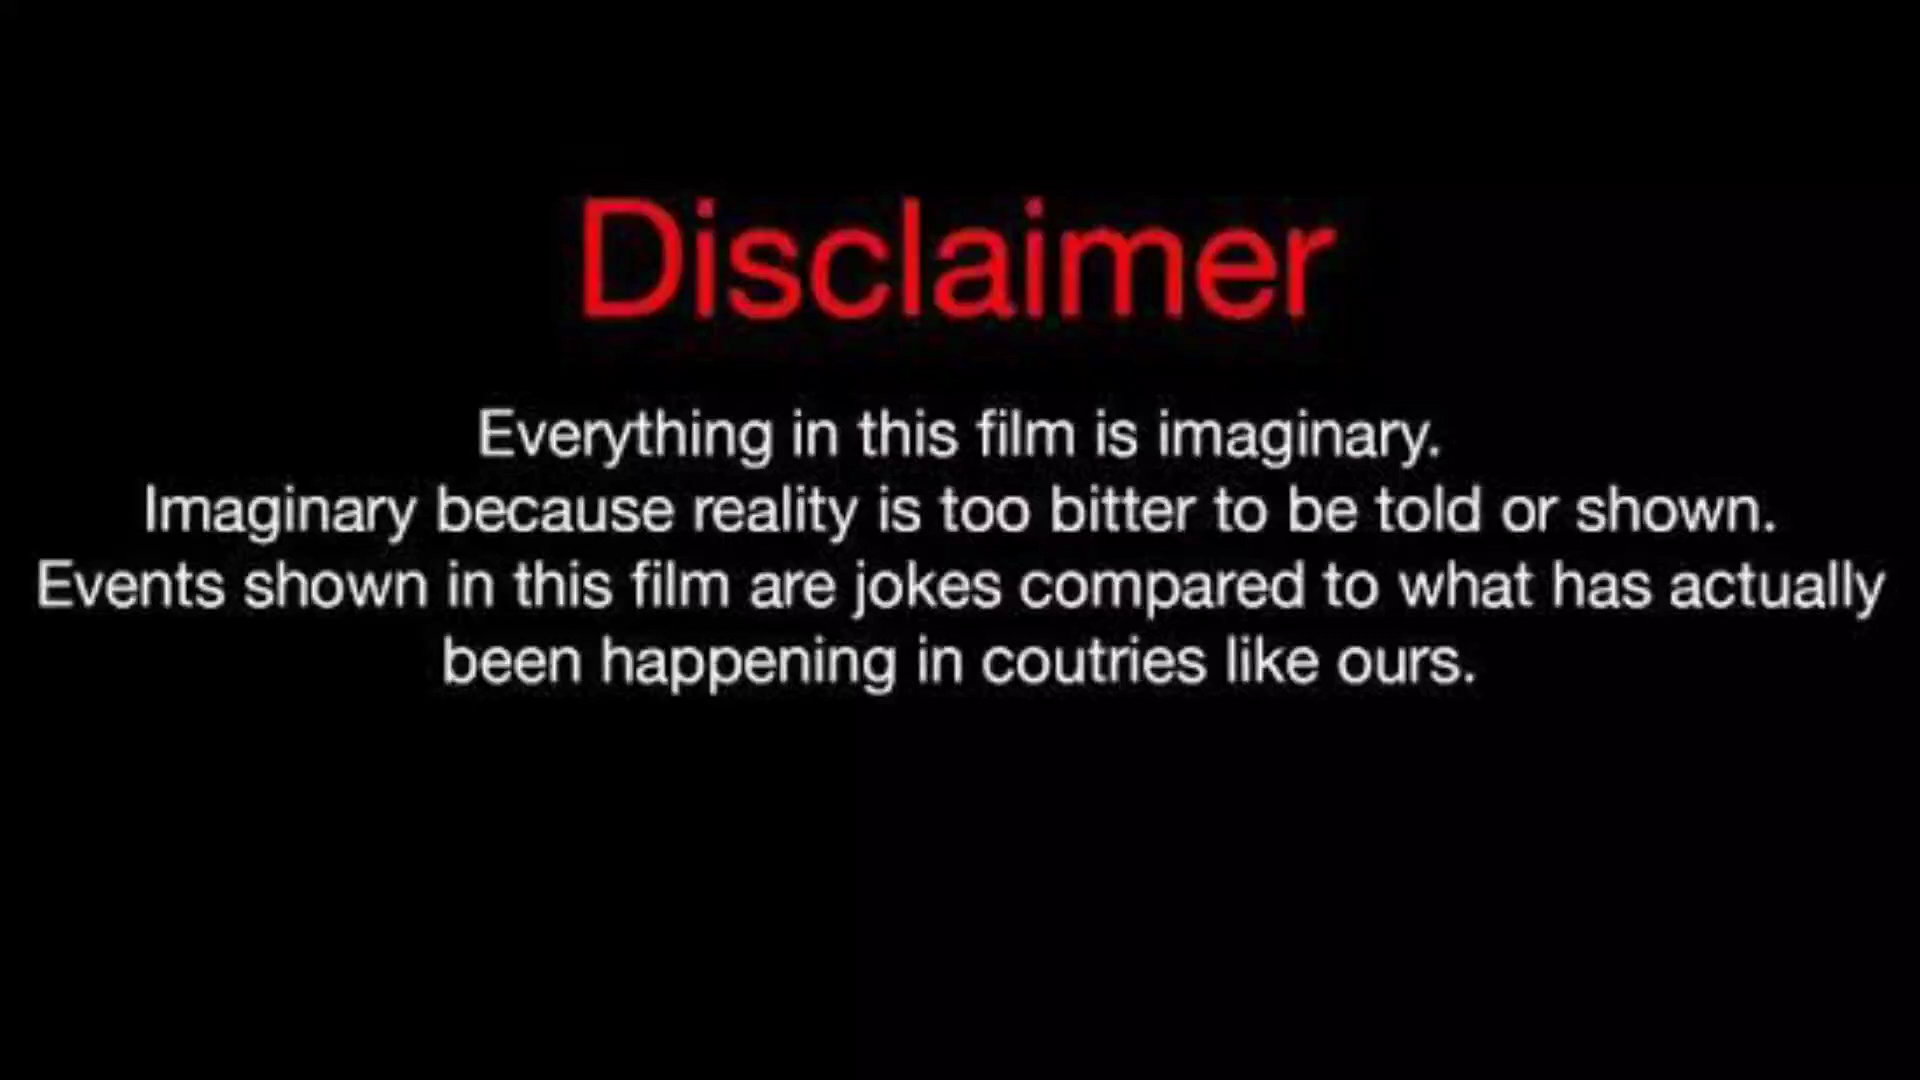 Disclaimer
Everything in this film is imaginary.
Imaginary because reality is too bitter to be told or shown.
Events shown in this film are jokes compared to what has actually
been happening in coutries like ours.